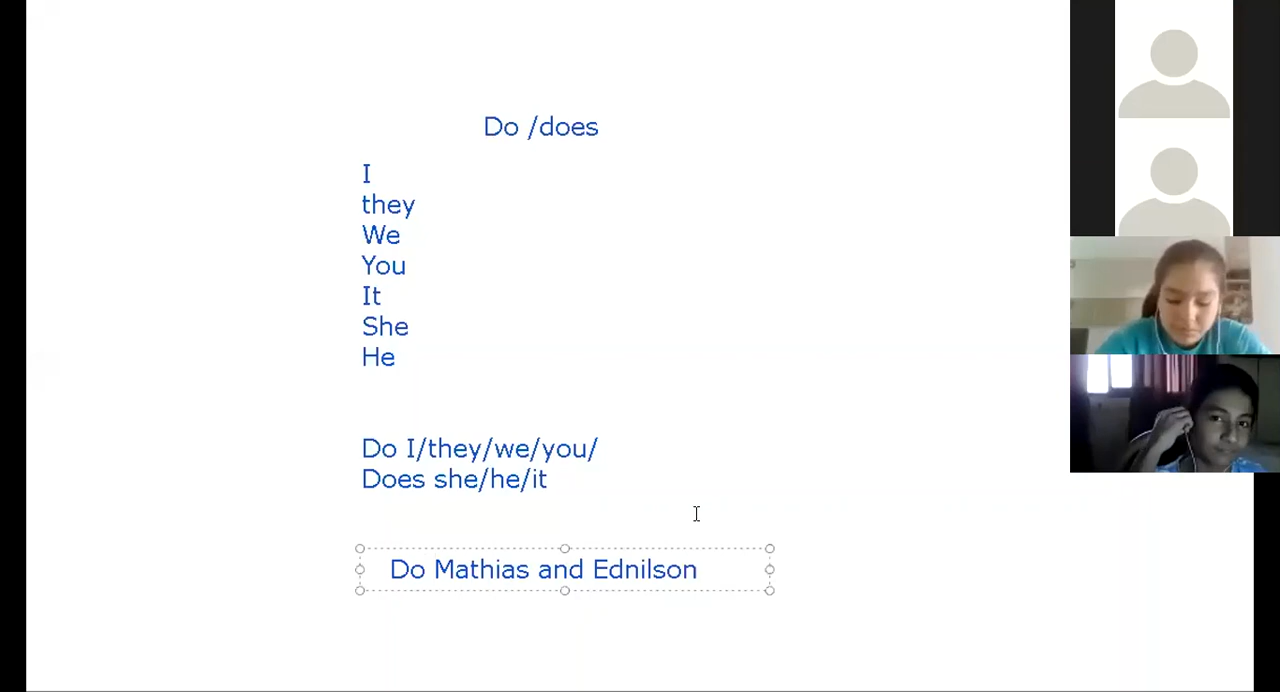 Do /does
I
they
We
You
It
She
He
Do I/they/we/you/
Does she/he/it
Do Mathias and Ednilson